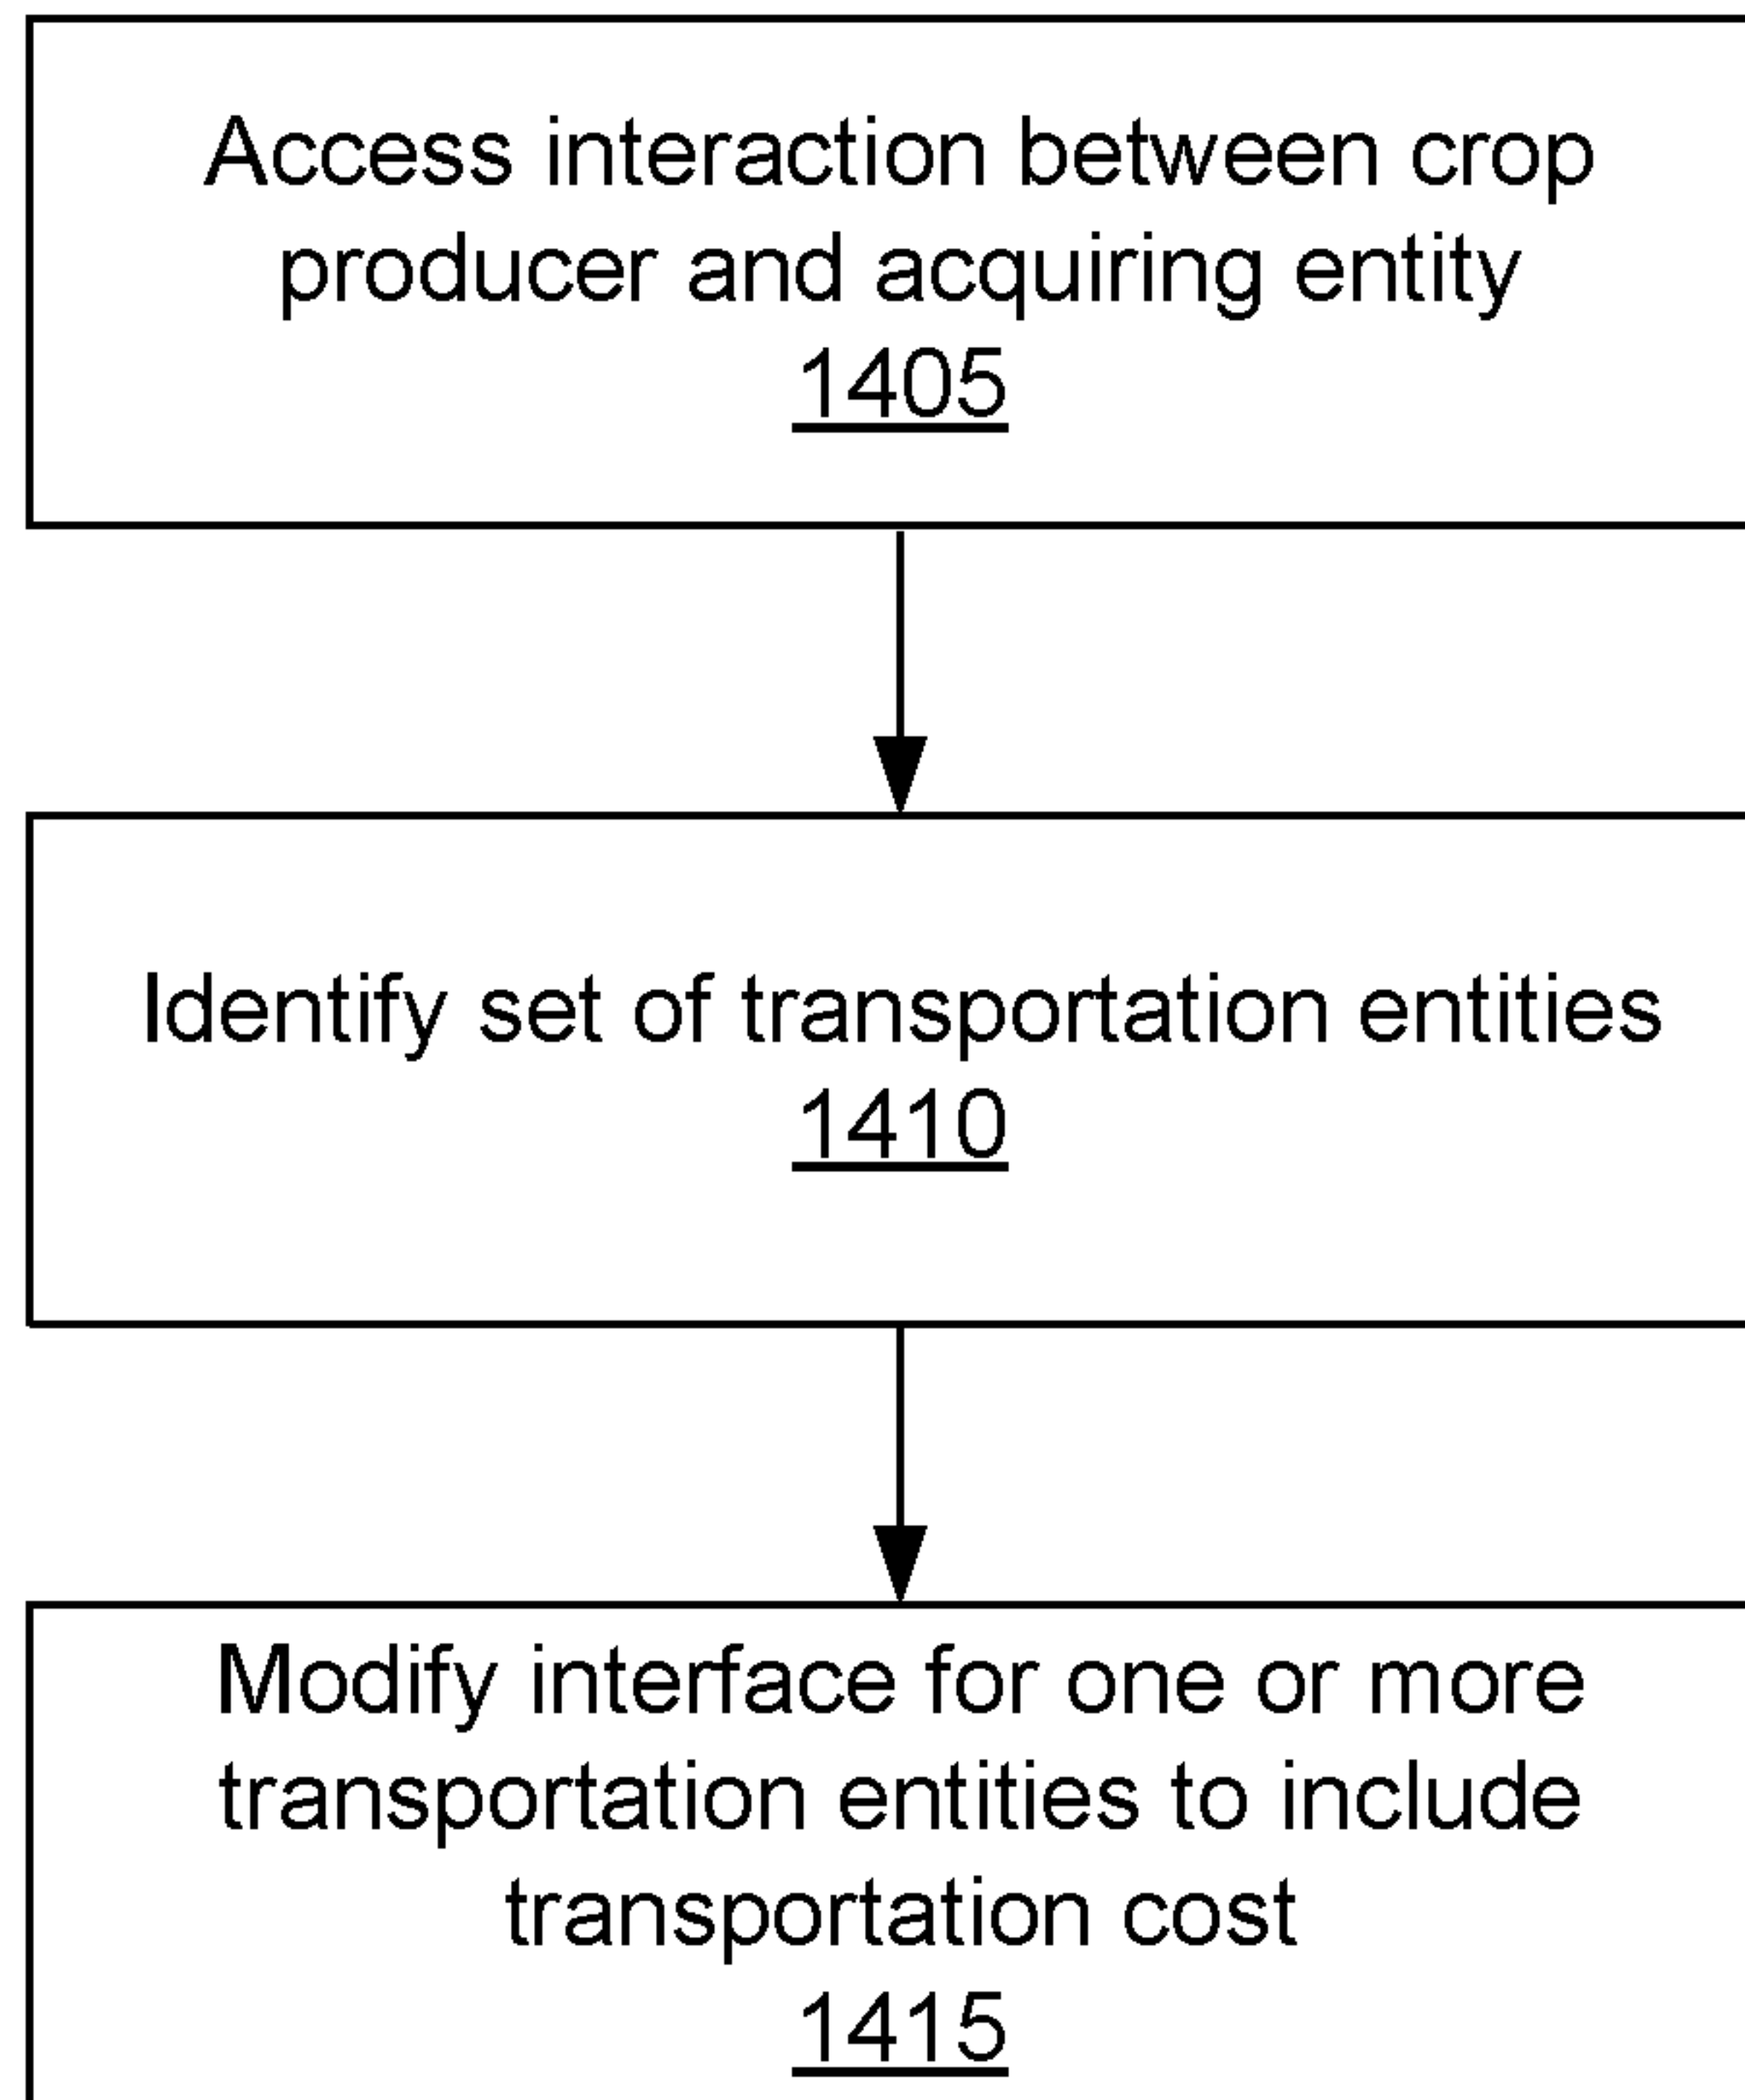 Access interaction between crop
producer and acquiring entity
1405
Identify set of transportation entities
1410
Modify interface for one or more
transportation entities to include
transportation cost
1415